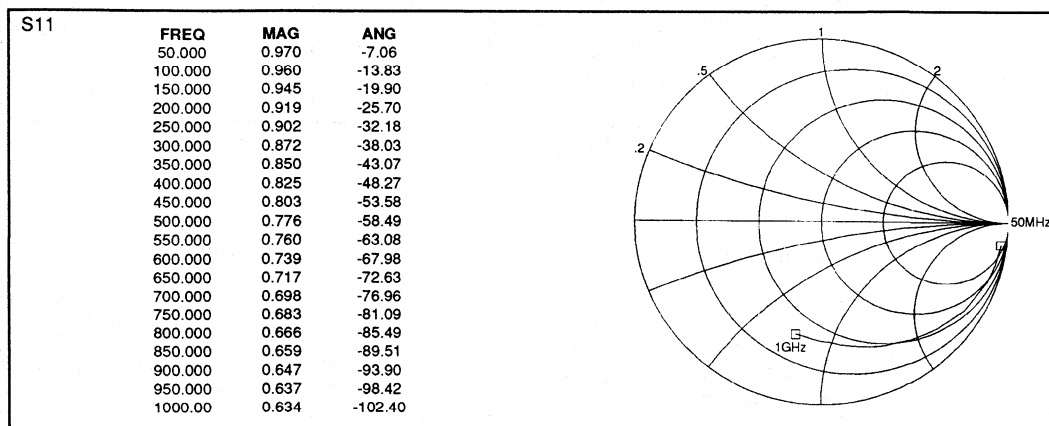 S11
FREQ MAG ANG
50.000 0.970 -7.06
100.000 0.960 -13.83
150.000 0.945 -19.90
200.000 0.919 -25.70
250.000 0.902 -32.18
300.000 0.872 -38.03
350.000 0.850 -43.07
400.000 0.825 -48.27
450.000 0.803 -53.58
500.000 0.776 -58.49
550.000 0.760 -63.08
600.000 0.739 -67.98
650.000 0.717 -72.63
700.000 0.698 -76.96
750.000 0.683 -81.09
800.000 0.666 -85.49
850.000 0.659 -89.51
900.000 0.647 -93.90
950.000 0.637 -98.42
1000.00 0.634 -102.40
1
.5
2
.2
50MHz
1GHz